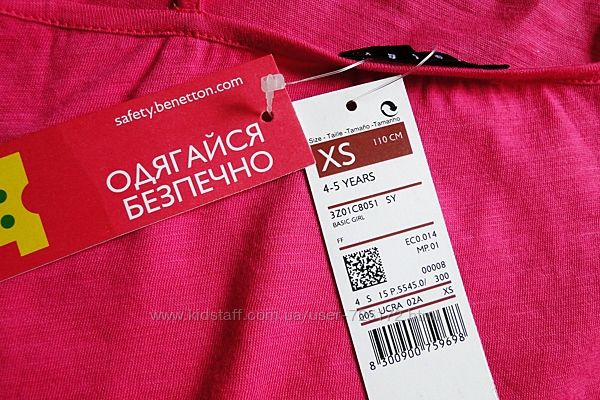 safety.benetton.com
ОДЯГАЙСЯ
БЕЗПЕЧНО
Size - Taille -Tamaño -Tamanho
XS 110 CM
4-5 YEARS
3Z01C8051 SY
BASIC GIRL
FF
EC0.014
MP.01
00008
4 S 15 P.5545.0/ 300
005 UCRA 02A XS
8 300900 759698